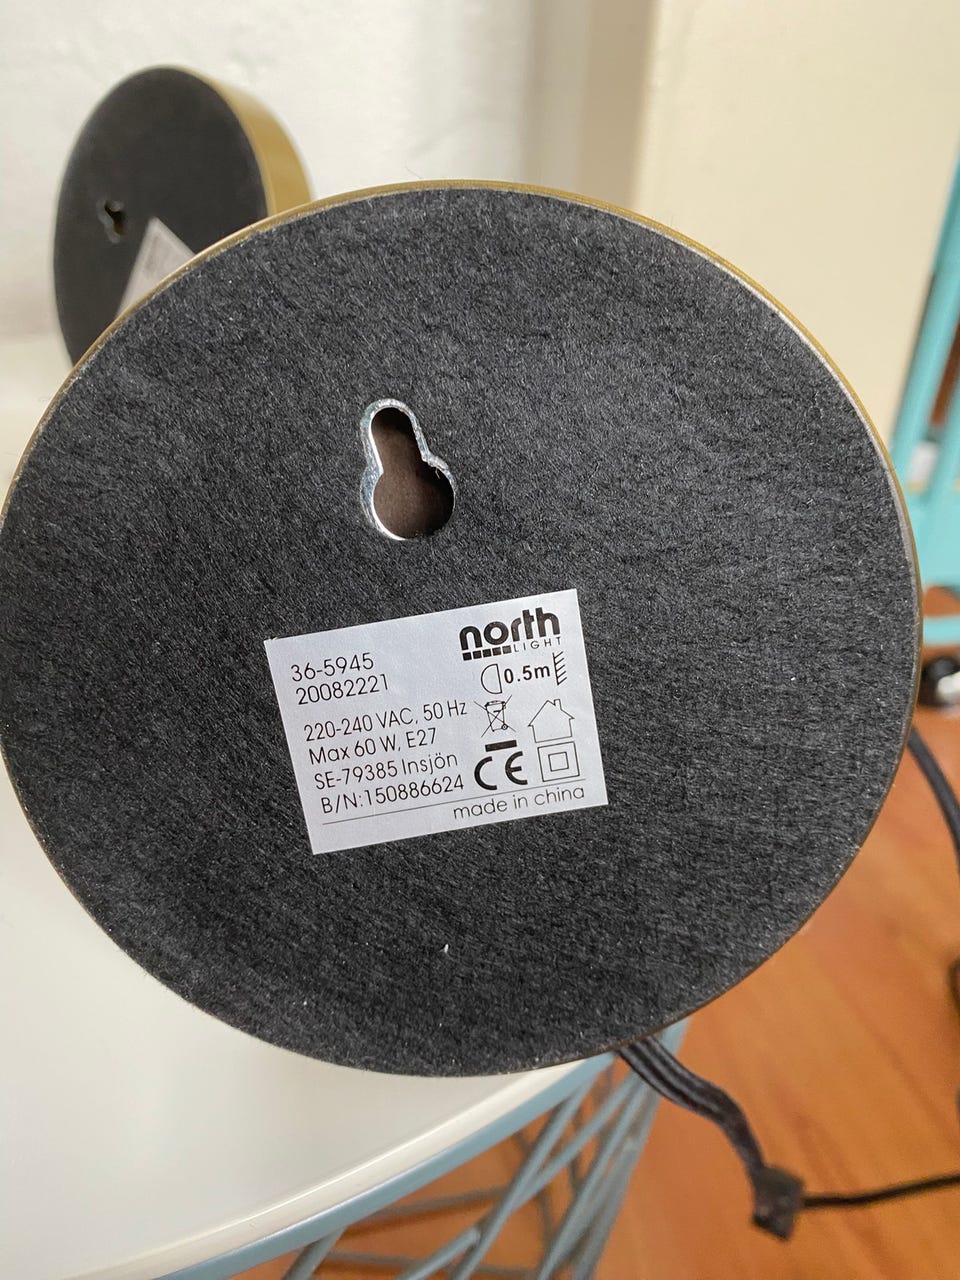 north
LIGHT
36-5945
20082221
0.5m
220-240 VAC, 50 Hz
Max 60 W, E27
SE-79385 Insjön
B/N:150886624
CE
made in china